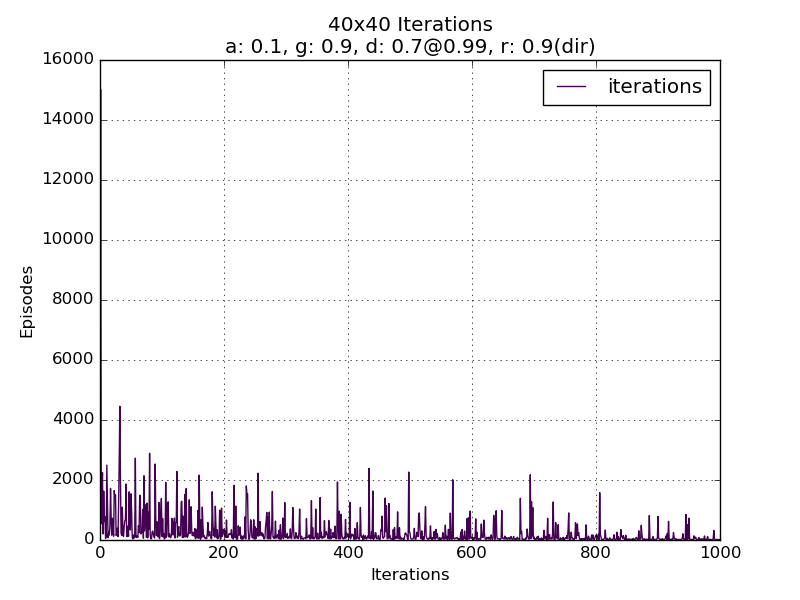 40x40 Iterations
a: 0.1, g: 0.9, d: 0.7@0.99, r: 0.9(dir)
16000
14000
12000
10000
8000
6000
4000
2000
0
Episodes
iterations
0 200 400 600 800 1000
Iterations